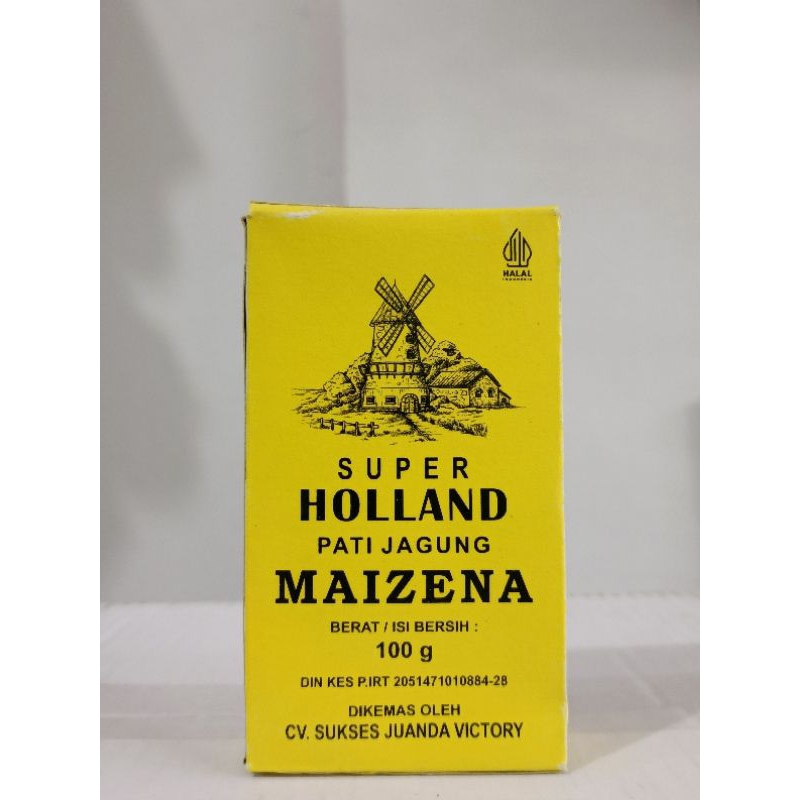 HALAL
INDONESIA
SUPER
HOLLAND
PATI JAGUNG
MAIZENA
BERAT / ISI BERSIH :
100 g
DIN KES P.IRT 2051471010884-28
DIKEMAS OLEH
CV. SUKSES JUANDA VICTORY